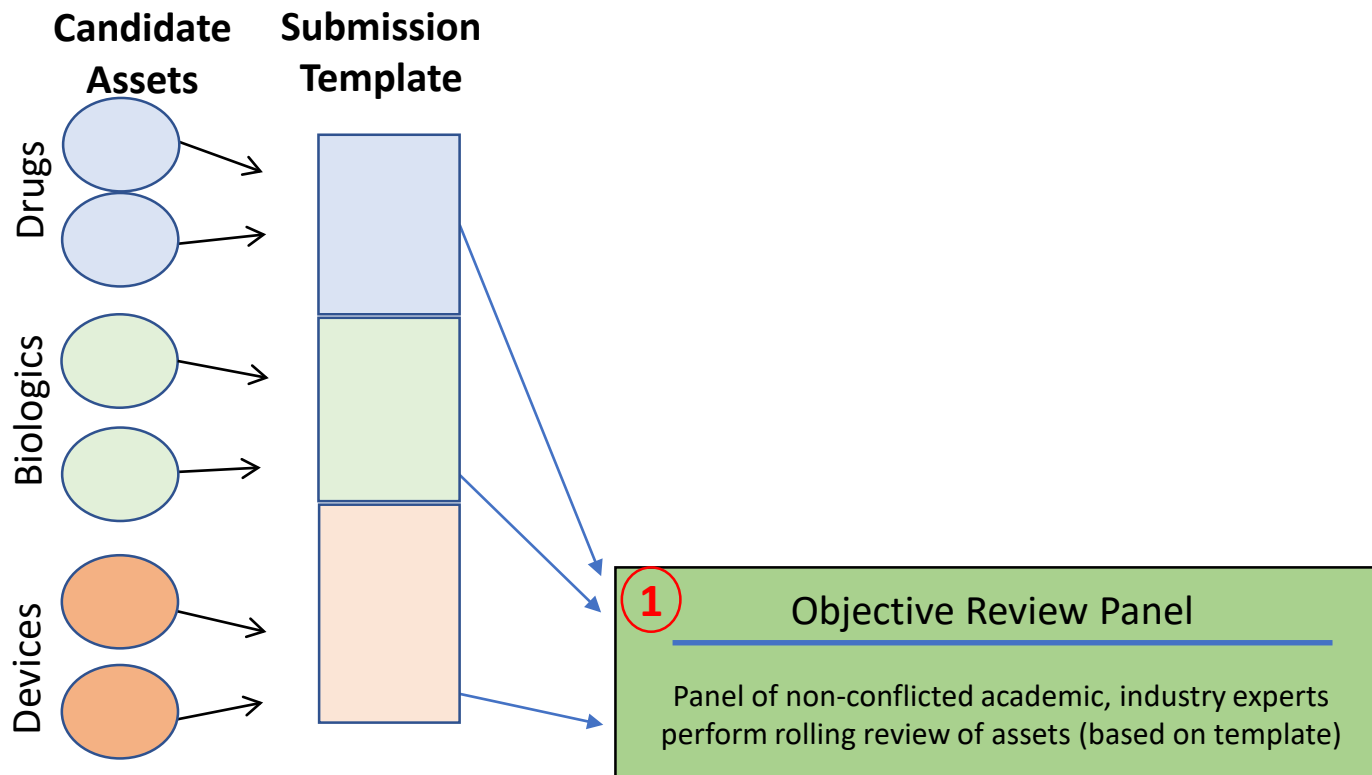 Candidate
Assets
Submission
Template
Drugs
Biologics
Devices
1
Objective Review Panel
Panel of non-conflicted academic, industry experts
perform rolling review of assets (based on template)